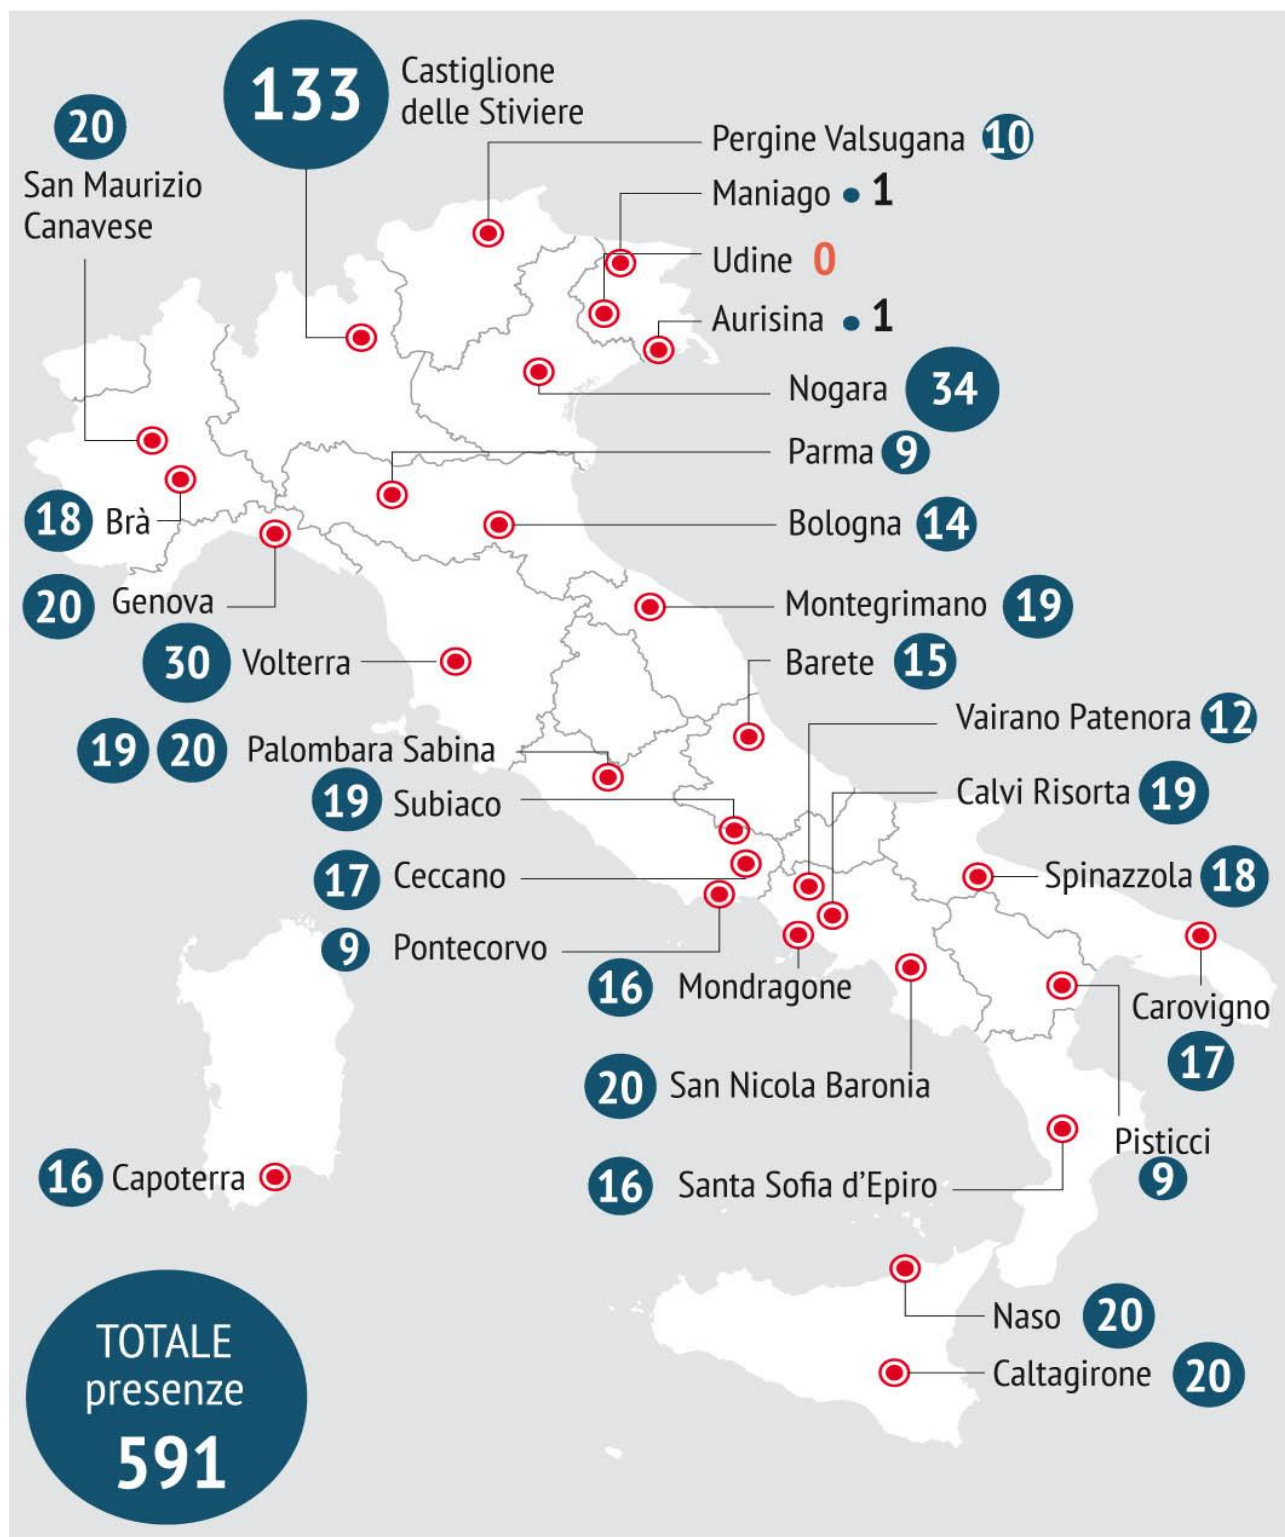 133
Castiglione
delle Stiviere
20
San Maurizio
Canavese
Pergine Valsugana 10
Maniago 1
Udine 0
Aurisina 1
Nogara 34
Parma 9
18 Brà
Bologna 14
20 Genova
Montegrimano 19
30 Volterra
Barete 15
Vairano Patenora 12
19 20 Palombara Sabina
Calvi Risorta 19
19 Subiaco
17 Ceccano
Spinazzola 18
9 Pontecorvo
16 Mondragone
Carovigno
17
20 San Nicola Baronia
Pisticci
9
16 Capoterra
16 Santa Sofia d'Epiro
Naso 20
Caltagirone 20
TOTALE
presenze
591